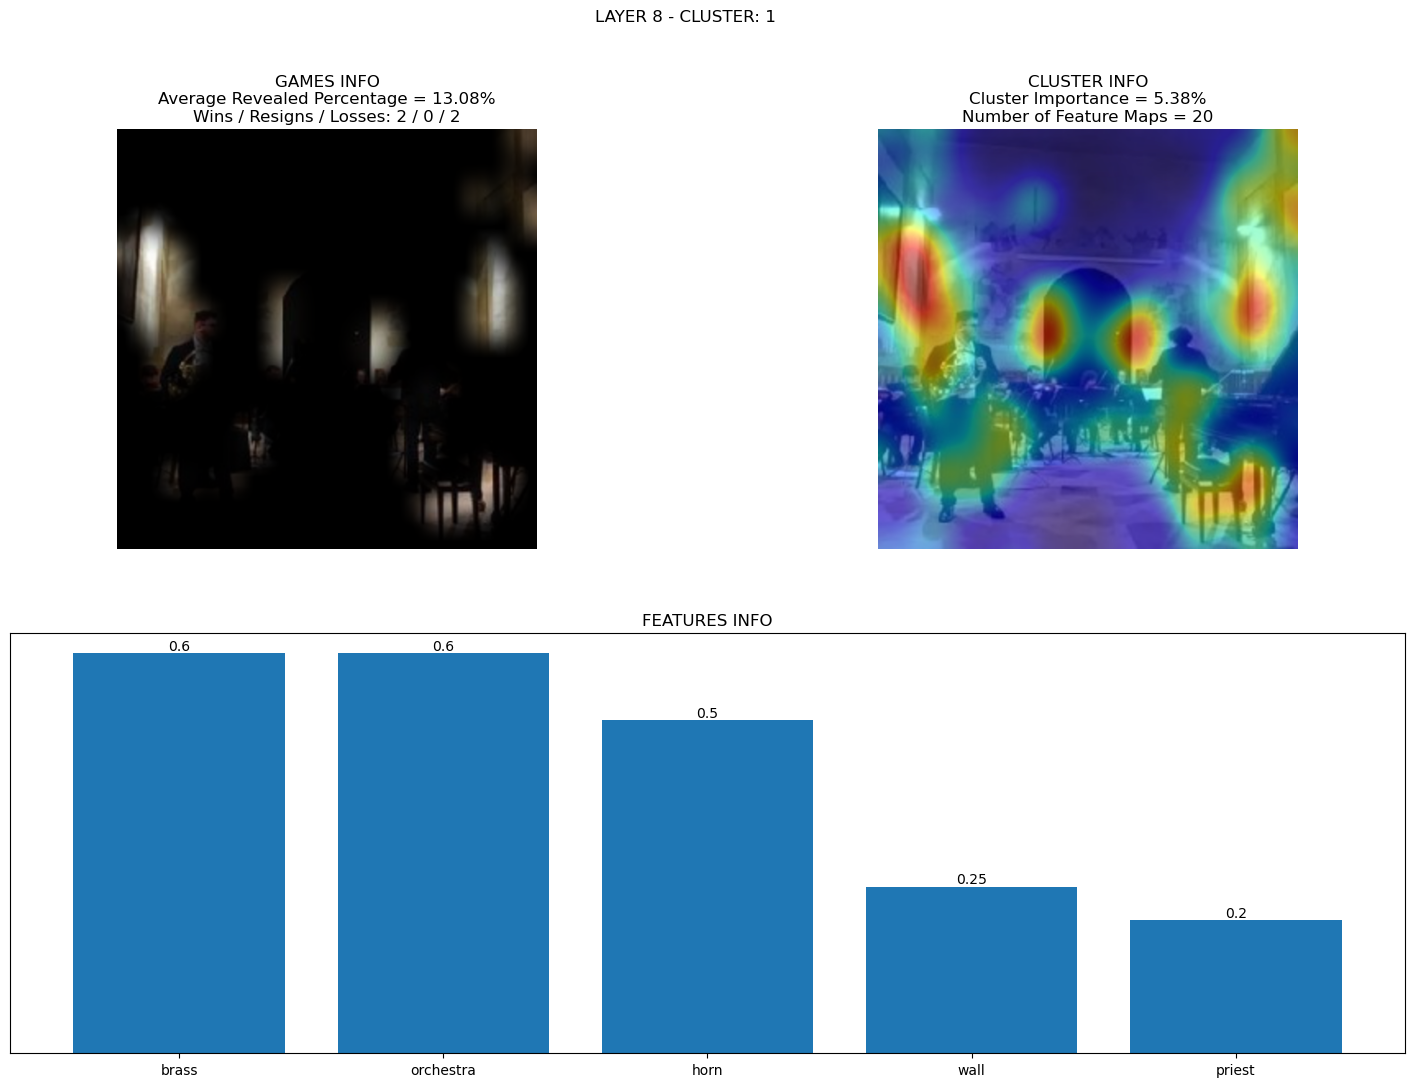 LAYER 8 - CLUSTER: 1
GAMES INFO
Average Revealed Percentage = 13.08%
Wins / Resigns / Losses: 2 / 0 / 2
CLUSTER INFO
Cluster Importance = 5.38%
Number of Feature Maps = 20
FEATURES INFO
0.6
0.6
0.5
0.25
0.2
brass
orchestra
horn
wall
priest